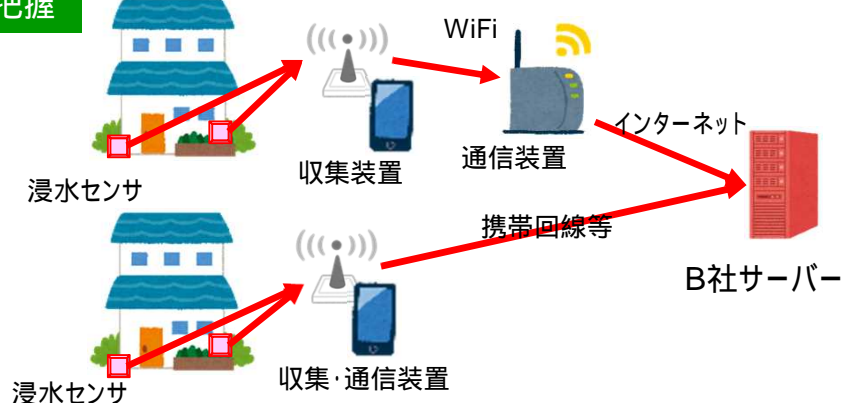 把握
WiFi
インターネット
収集装置
通信装置
浸水センサ
携帯回線等
B社サーバー
収集・通信装置
浸水センサ